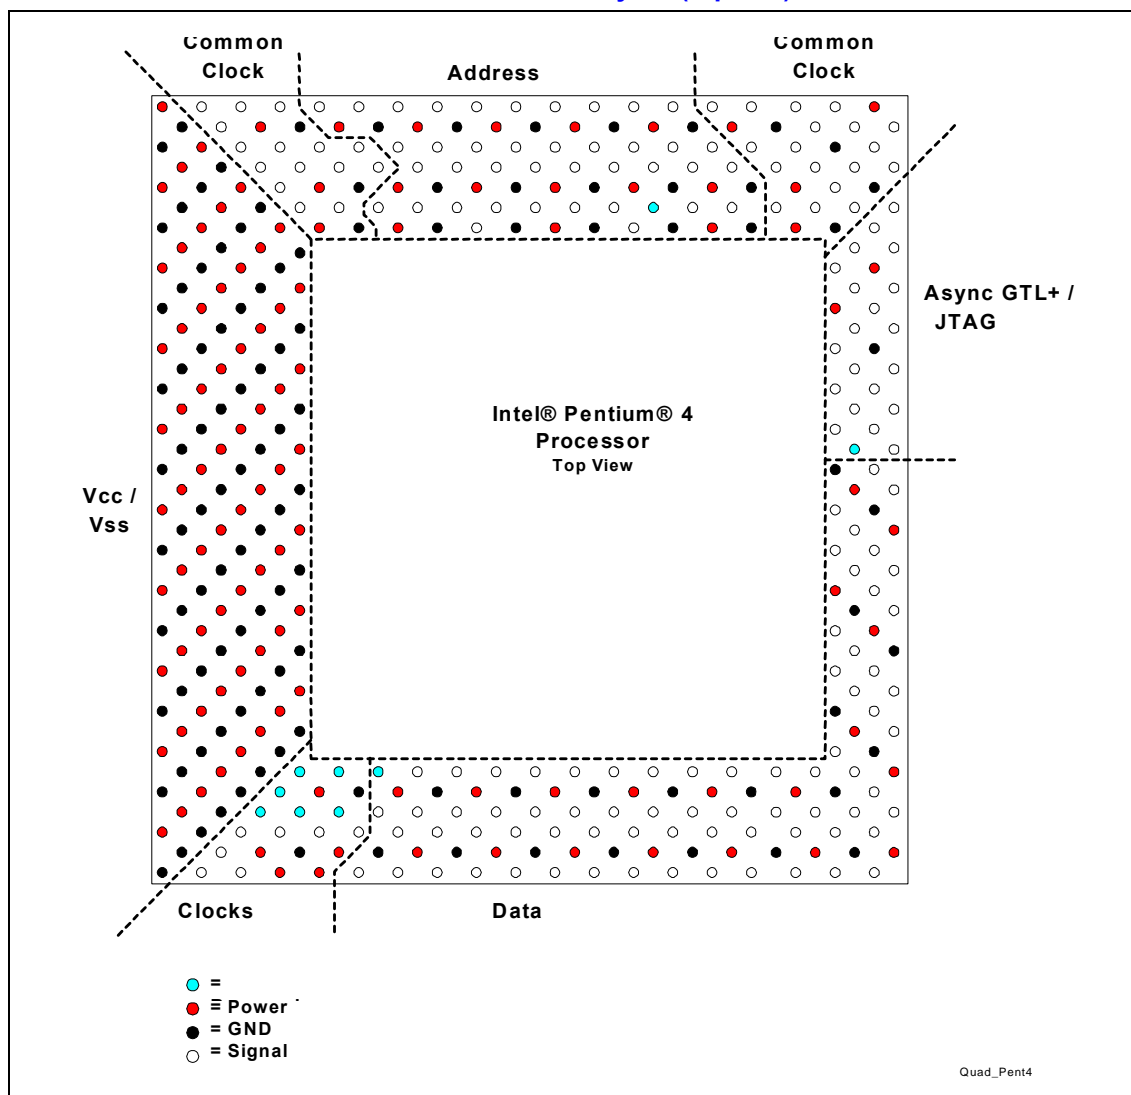 Common
Clock
Address
Common
Clock
Async GTL+ /
JTAG
Intel® Pentium® 4
Processor
Top View
Vcc /
Vss
Clocks
Data
=
= Power
= GND
= Signal
Quad_Pent4